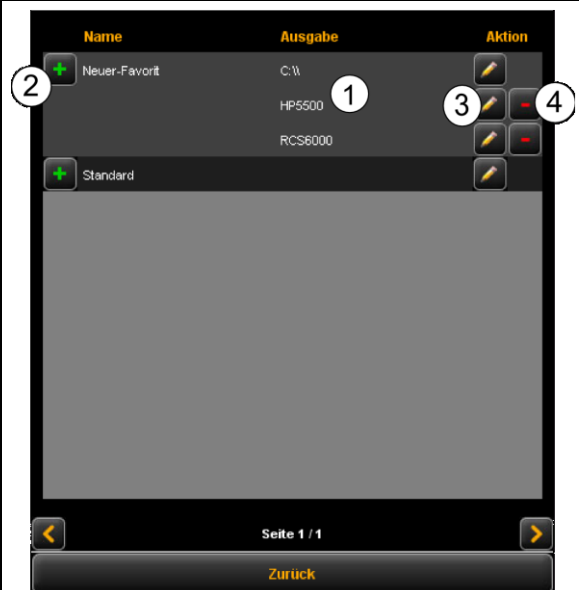 Name Ausgabe Aktion
Neuer-Favorit C:\\
2 1
HP5500 3 4
RCS6000
Standard
Seite 1 / 1
Zurück